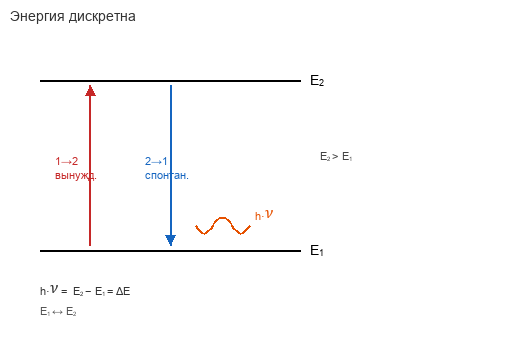 Энергия дискретна
E₂
1→2
вынужд.
2→1
спонтан.
E₂ > E₁
h·ν
E₁
h·ν = E₂ − E₁ = ΔE
E₁ ↔ E₂